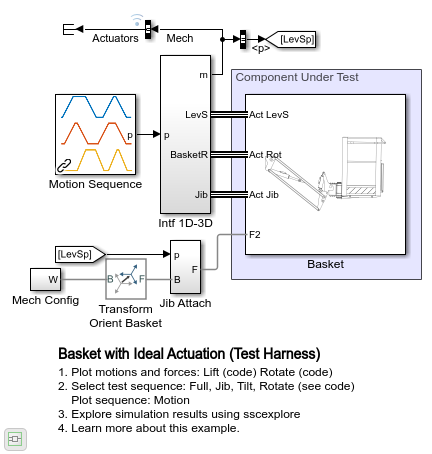 Actuators
Mech
<p>
[LevSp]
Component Under Test
m
LevS
Act LevS
p
p
BasketR
Act Rot
Jib
Act Jib
Motion Sequence
Intf 1D-3D
F2
[LevSp]
p
Basket
W
B
F
B
F
Mech Config
Transform
Orient Basket
Jib Attach
Basket with Ideal Actuation (Test Harness)
1. Plot motions and forces: Lift (code) Rotate (code)
2. Select test sequence: Full, Jib, Tilt, Rotate (see code)
Plot sequence: Motion
3. Explore simulation results using sscexplore
4. Learn more about this example.